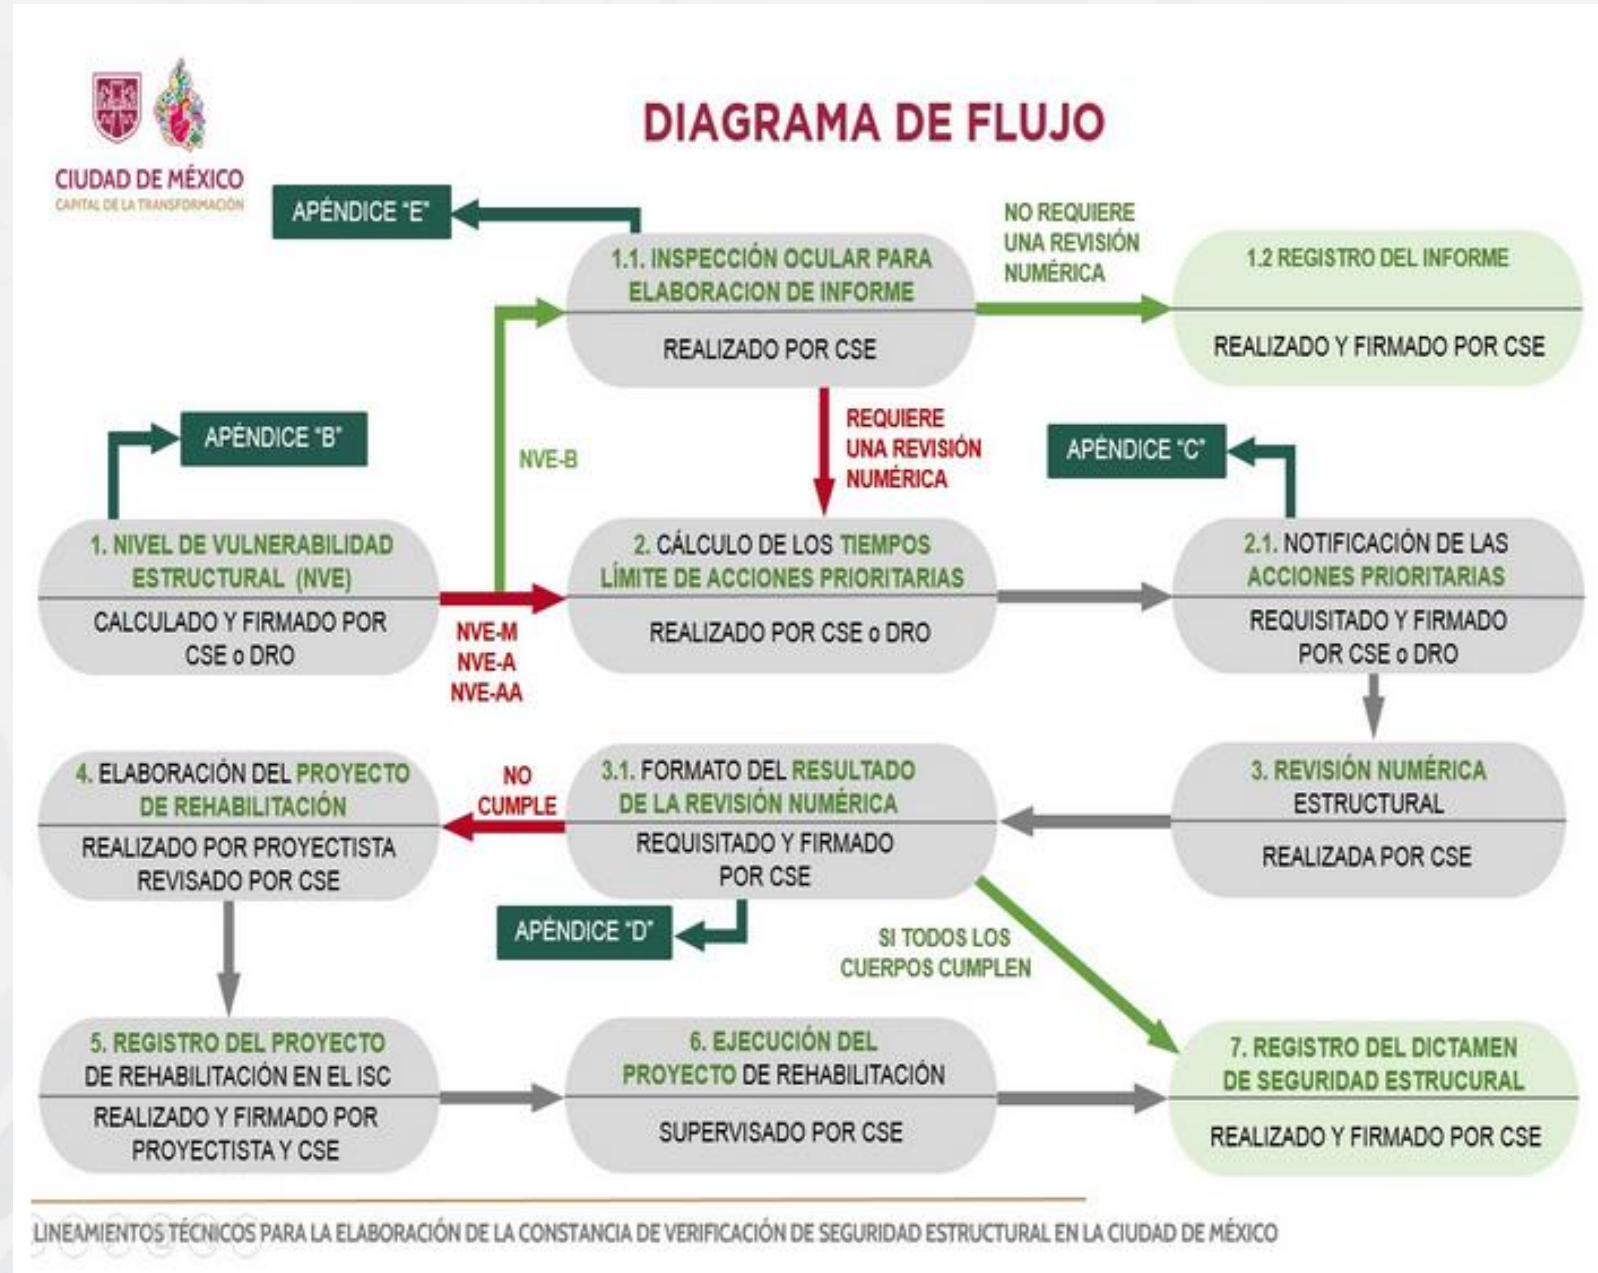 CIUDAD DE MÉXICO
CAPITAL DE LA TRANSFORMACIÓN
DIAGRAMA DE FLUJO
APÉNDICE “E”
1.1. INSPECCIÓN OCULAR PARA
ELABORACION DE INFORME
REALIZADO POR CSE
NO REQUIERE
UNA REVISIÓN
NUMÉRICA
1.2 REGISTRO DEL INFORME
REALIZADO Y FIRMADO POR CSE
APÉNDICE “B”
NVE-B
REQUIERE
UNA REVISIÓN
NUMÉRICA
APÉNDICE “C”
1. NIVEL DE VULNERABILIDAD
ESTRUCTURAL (NVE)
CALCULADO Y FIRMADO POR
CSE o DRO
NVE-M
NVE-A
NVE-AA
2. CÁLCULO DE LOS TIEMPOS
LÍMITE DE ACCIONES PRIORITARIAS
REALIZADO POR CSE o DRO
2.1. NOTIFICACIÓN DE LAS
ACCIONES PRIORITARIAS
REQUISITADO Y FIRMADO
POR CSE o DRO
4. ELABORACIÓN DEL PROYECTO
DE REHABILITACIÓN
REALIZADO POR PROYECTISTA
REVISADO POR CSE
NO
CUMPLE
3.1. FORMATO DEL RESULTADO
DE LA REVISIÓN NUMÉRICA
REQUISITADO Y FIRMADO
POR CSE
3. REVISIÓN NUMÉRICA
ESTRUCTURAL
REALIZADA POR CSE
APÉNDICE “D”
SI TODOS LOS
CUERPOS CUMPLEN
5. REGISTRO DEL PROYECTO
DE REHABILITACIÓN EN EL ISC
REALIZADO Y FIRMADO POR
PROYECTISTA Y CSE
6. EJECUCIÓN DEL
PROYECTO DE REHABILITACIÓN
SUPERVISADO POR CSE
7. REGISTRO DEL DICTAMEN
DE SEGURIDAD ESTRUCURAL
REALIZADO Y FIRMADO POR CSE
LINEAMIENTOS TÉCNICOS PARA LA ELABORACIÓN DE LA CONSTANCIA DE VERIFICACIÓN DE SEGURIDAD ESTRUCTURAL EN LA CIUDAD DE MÉXICO